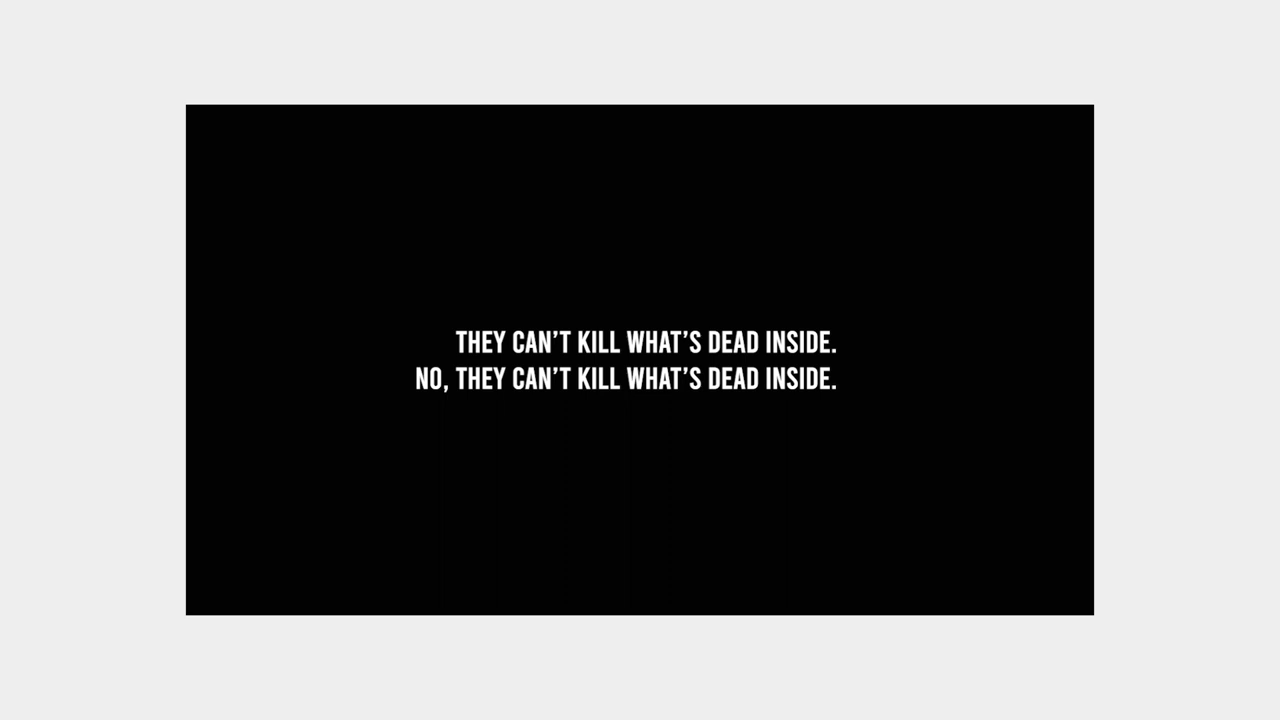 THEY CAN’T KILL WHAT’S DEAD INSIDE.
NO, THEY CAN’T KILL WHAT’S DEAD INSIDE.